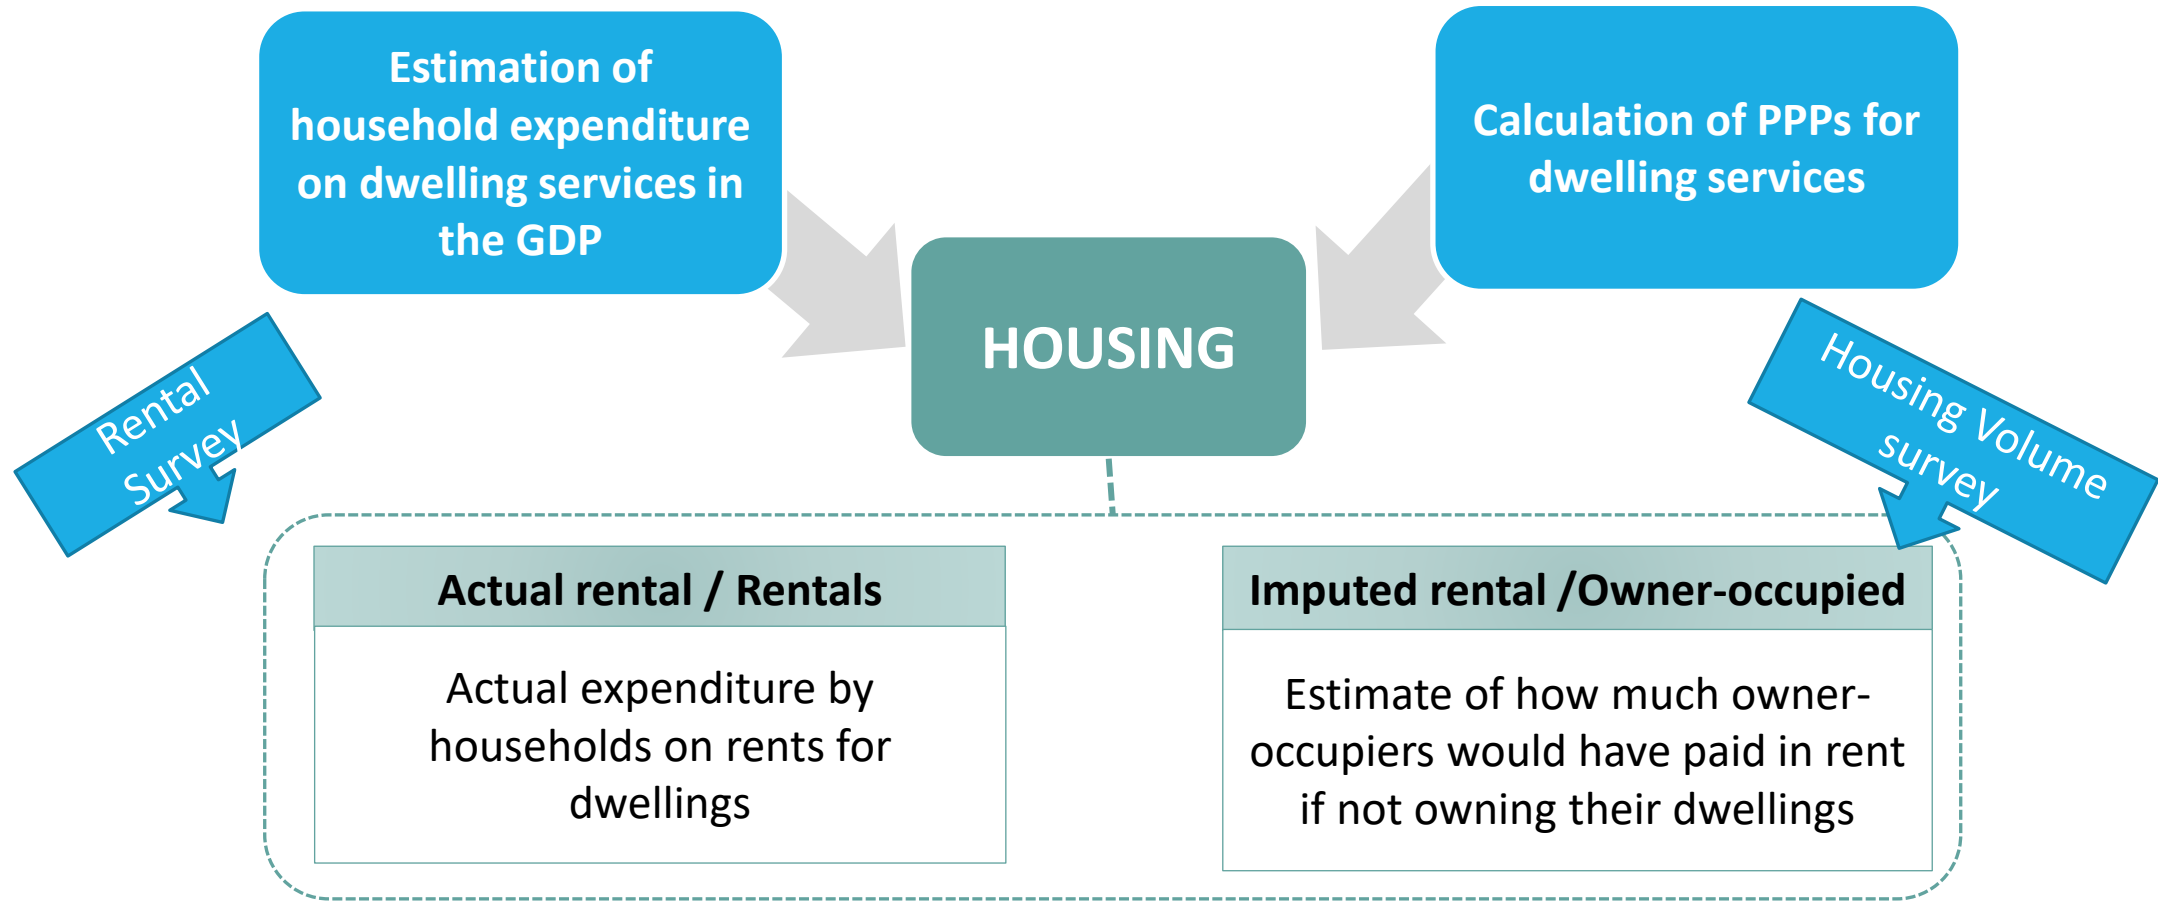 Estimation of
household expenditure
on dwelling services in
the GDP
Calculation of PPPs for
dwelling services
HOUSING
Rental
Survey
Housing Volume
survey
Actual rental / Rentals
Actual expenditure by
households on rents for
dwellings
Imputed rental /Owner-occupied
Estimate of how much owner-
occupiers would have paid in rent
if not owning their dwellings